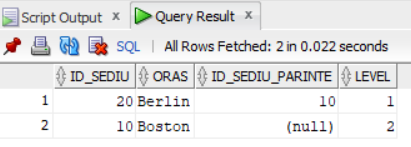 Script Output x Query Result x
SQL | All Rows Fetched: 2 in 0.022 seconds
ID_SEDIU ORAS ID_SEDIU_PARINTE LEVEL
1 20 Berlin 10 1
2 10 Boston (null) 2